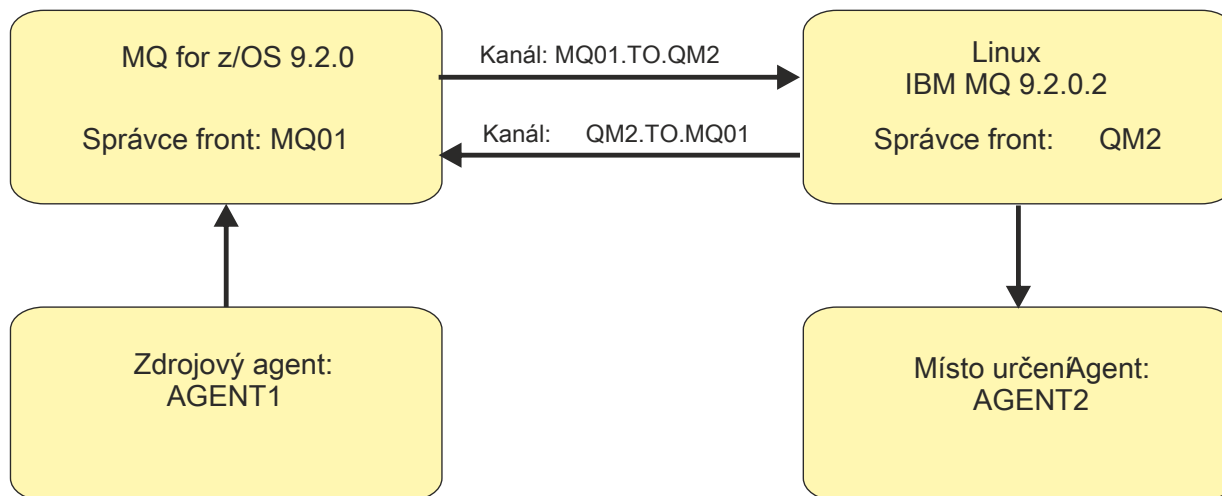 MQ for z/OS 9.2.0
Správce front: MQ01
Kanál: MQ01.TO.QM2
Kanál: QM2.TO.MQ01
Linux
IBM MQ 9.2.0.2
Správce front: QM2
Zdrojový agent:
AGENT1
Místo určeníAgent:
AGENT2